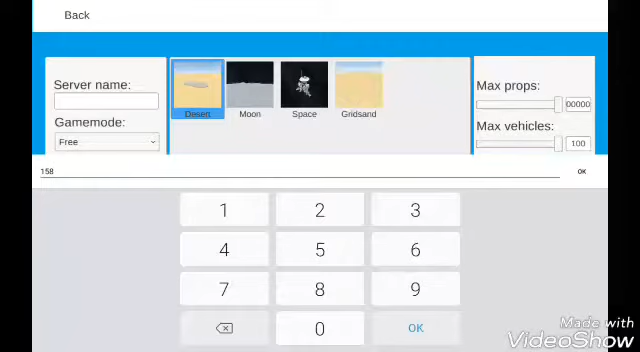 Back
Server name:
Gamemode:
Free
Desert
Moon
Space
Gridsand
Max props:
00000
Max vehicles:
100
158
OK
1 2 3
4 5 6
7 8 9
0 OK
Made with
VideoShow